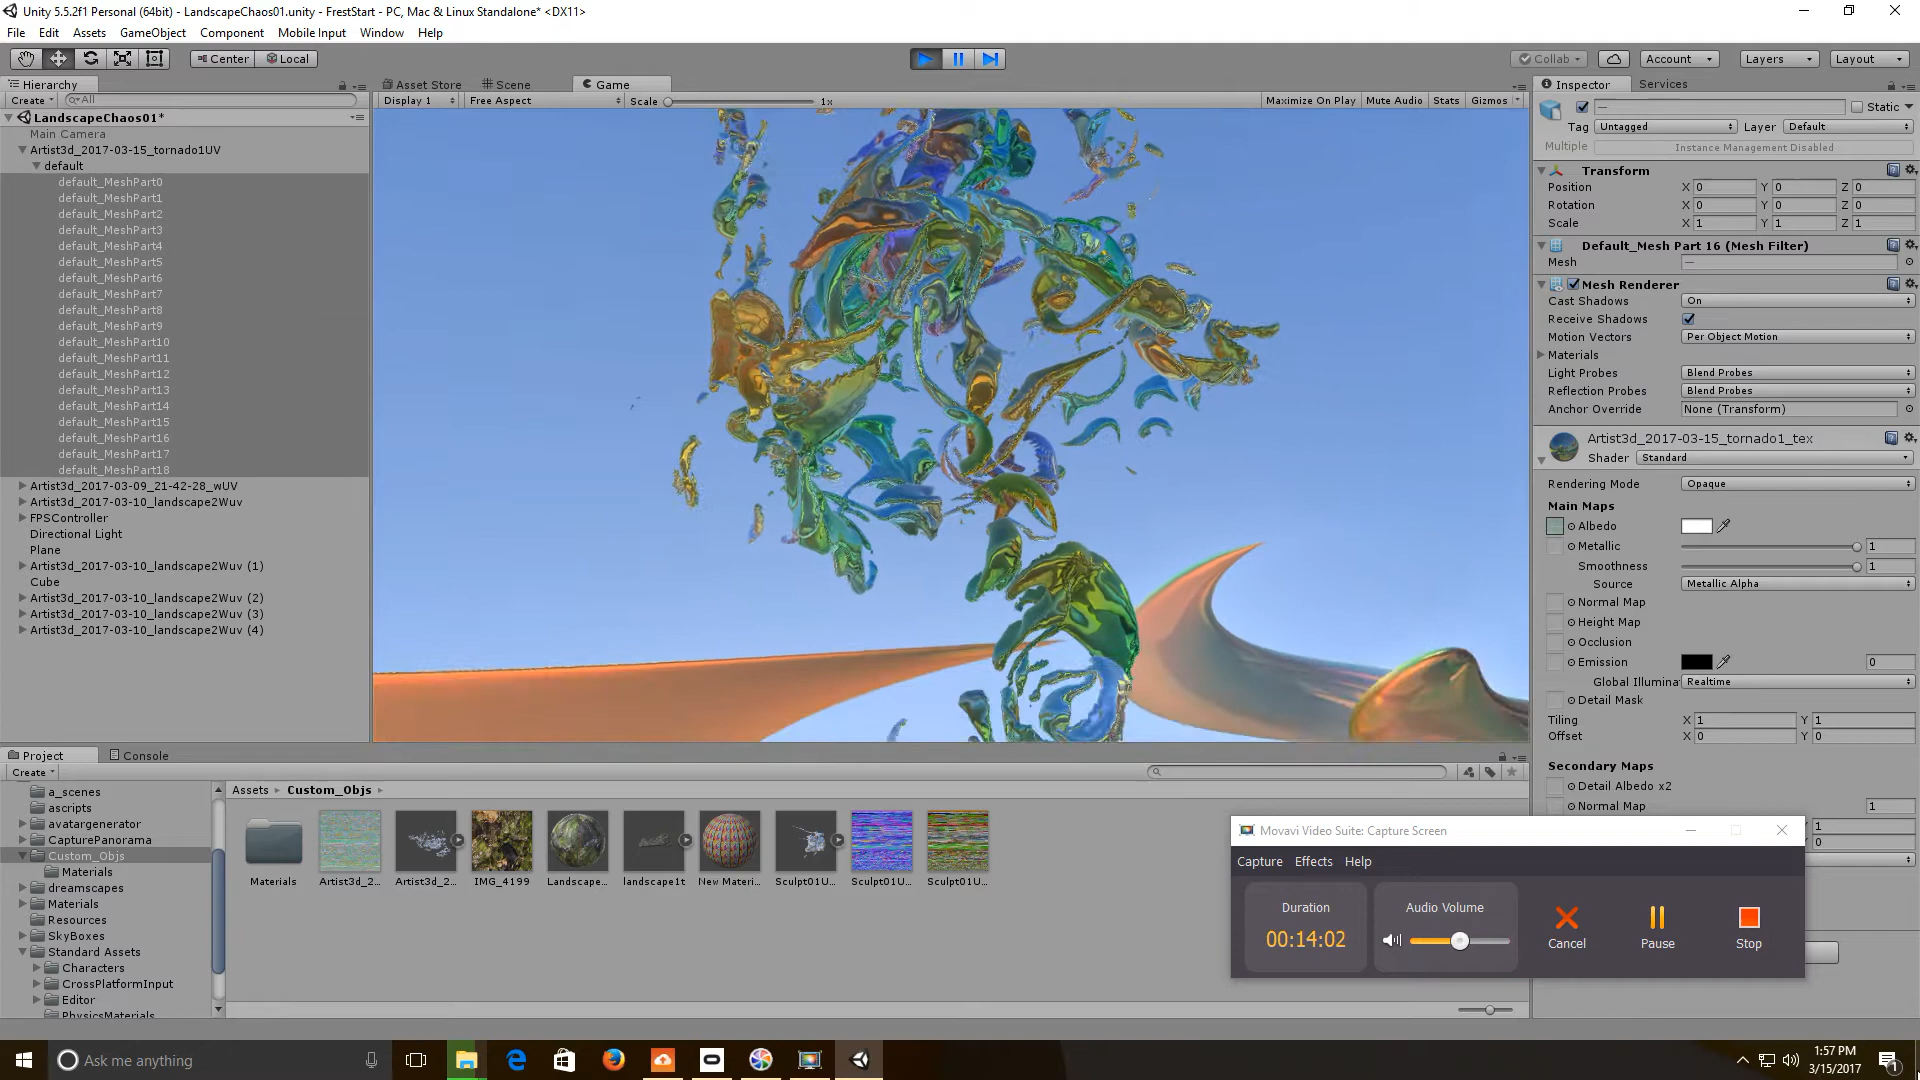 Unity 5.5.2f1 Personal (64bit) - LandscapeChaos01.unity - FrestStart - PC, Mac & Linux Standalone* <DX11>
File Edit Assets GameObject Component Mobile Input Window Help
Center Local Collab Account Layers Layout
Hierarchy
Create All
LandscapeChaos01*
Main Camera
Artist3d_2017-03-15_tornado1UV
default
default_MeshPart0
default_MeshPart1
default_MeshPart2
default_MeshPart3
default_MeshPart4
default_MeshPart5
default_MeshPart6
default_MeshPart7
default_MeshPart8
default_MeshPart9
default_MeshPart10
default_MeshPart11
default_MeshPart12
default_MeshPart13
default_MeshPart14
default_MeshPart15
default_MeshPart16
default_MeshPart17
default_MeshPart18
Artist3d_2017-03-09_21-42-28_wUV
Artist3d_2017-03-10_landscape2Wuv
FPSController
Directional Light
Plane
Artist3d_2017-03-10_landscape2Wuv (1)
Cube
Artist3d_2017-03-10_landscape2Wuv (2)
Artist3d_2017-03-10_landscape2Wuv (3)
Artist3d_2017-03-10_landscape2Wuv (4)
Asset Store Scene Game
Display 1 Free Aspect Scale 1x Maximize On Play Mute Audio Stats Gizmos
Inspector Services
— Static
Tag Untagged Layer Default
Multiple Instance Management Disabled
Transform
Position X 0 Y 0 Z 0
Rotation X 0 Y 0 Z 0
Scale X 1 Y 1 Z 1
Default_Mesh Part 16 (Mesh Filter)
Mesh —
Mesh Renderer
Cast Shadows On
Receive Shadows
Motion Vectors Per Object Motion
Materials
Light Probes Blend Probes
Reflection Probes Blend Probes
Anchor Override None (Transform)
Artist3d_2017-03-15_tornado1_tex
Shader Standard
Rendering Mode Opaque
Main Maps
Albedo
Metallic 1
Smoothness 1
Source Metallic Alpha
Normal Map
Height Map
Occlusion
Emission 0
Global Illumina Realtime
Detail Mask
Tiling X 1 Y 1
Offset X 0 Y 0
Secondary Maps
Detail Albedo x2
Normal Map 1
1
0
Project Console
Create
a_scenes
ascripts
avatargenerator
CapturePanorama
Custom_Objs
Materials
dreamscapes
Materials
Resources
SkyBoxes
Standard Assets
Characters
CrossPlatformInput
Editor
PhysicsMaterials
Assets Custom_Objs
Materials Artist3d_2... Artist3d_2... IMG_4199 Landscape... landscape1t New Materi... Sculpt01U... Sculpt01U... Sculpt01U...
Movavi Video Suite: Capture Screen
Capture Effects Help
Duration
00:14:02
Audio Volume
Cancel
Pause
Stop
Ask me anything
1:57 PM
3/15/2017
1